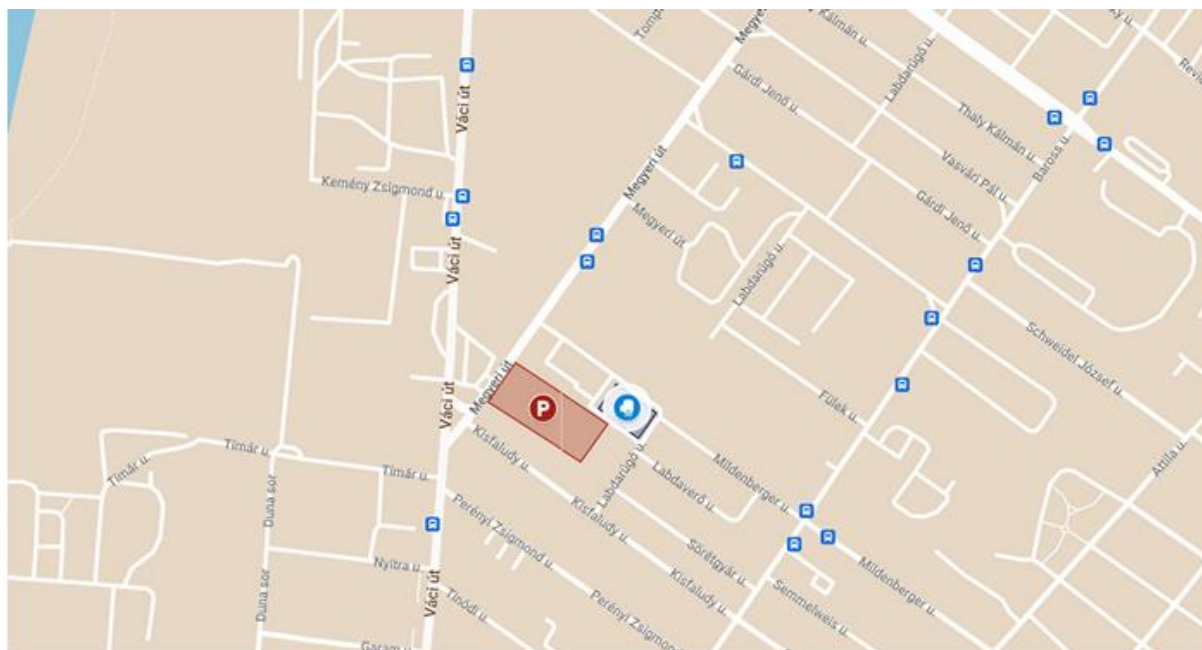 Kálmán u.
Megye
Labdarúgó u.
Váci út
Gárdi Jenő u.
Thaly Kálmán u.
Baross u.
Vasvári Pál u.
Kemény Zsigmond u.
Megyeri út
Megyeri út
Gárdi Jenő u.
Váci út
Labdarúgó u.
Schweidel József u.
Megyeri út
Váci út
P
Fülek u.
Kisfaludy u.
Attila u.
Tímár u.
Tímár u.
Tímár u.
Mildenberger u.
Labdaverő u.
Labdarúgó u.
Duna sor
Kisfaludy u.
Perényi Zsigmond u.
Sörétgyár u.
Mildenberger u.
Nyitra u.
Kisfaludy u.
Semmelweis u.
Duna sor
Váci út
Tinódi u.
Perényi Zsigmond
Garam u.